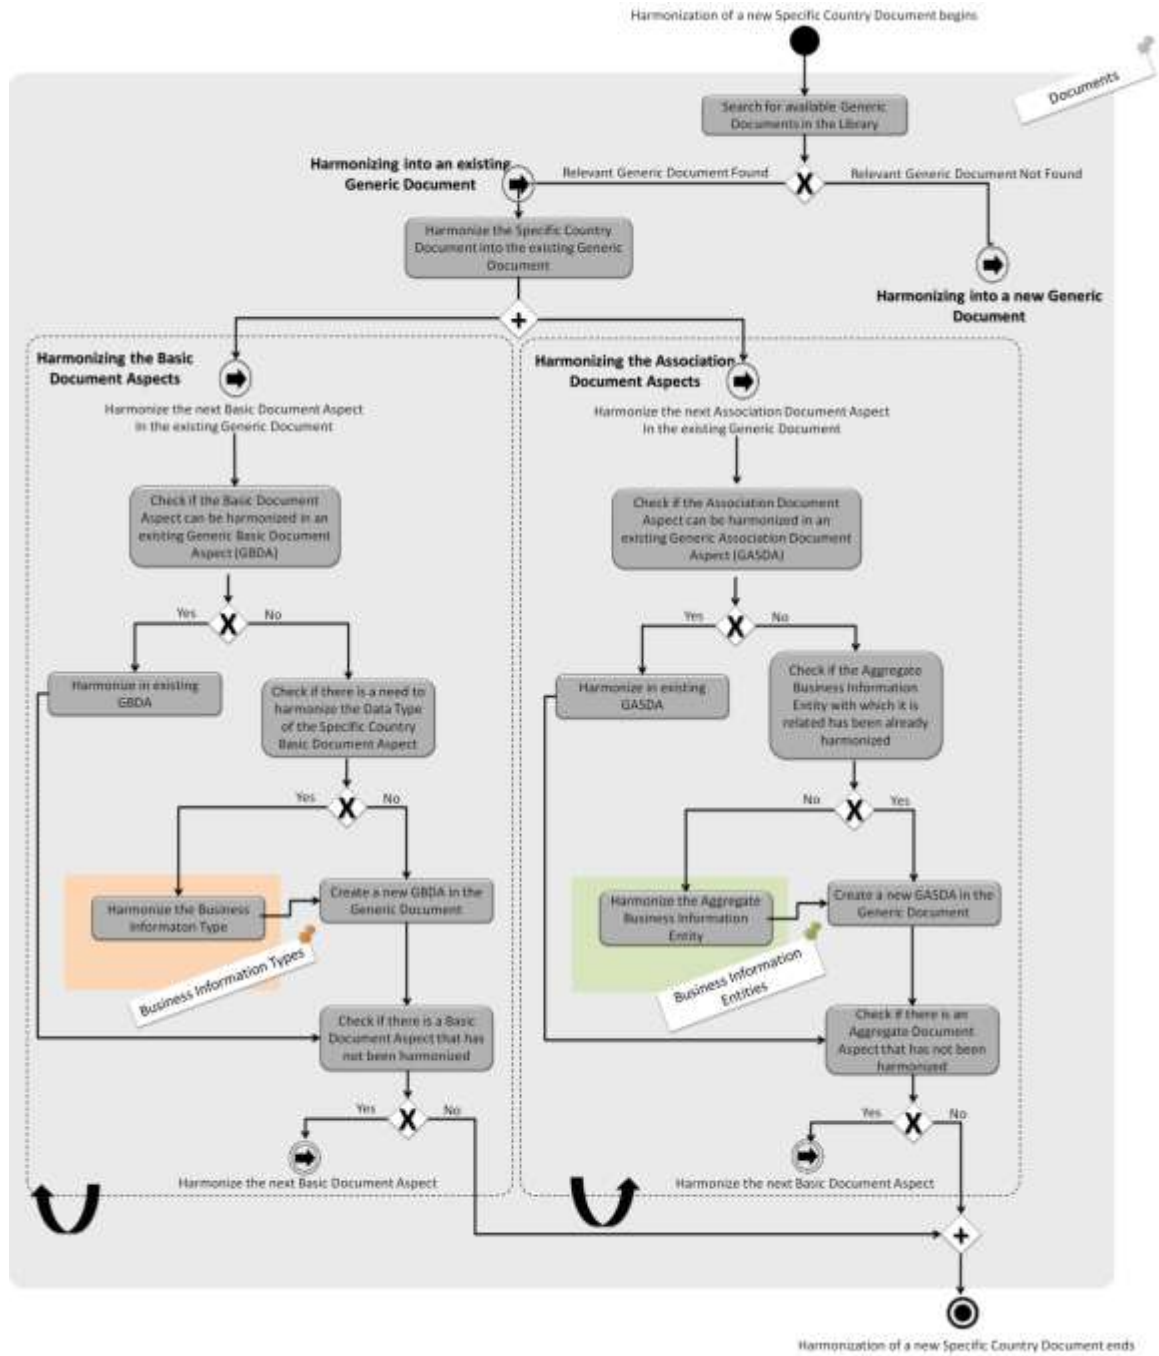 Harmonization of a new Specific Country Document begins
Documents
Search for available Generic
Documents in the Library
Harmonizing into an existing
Generic Document
Relevant Generic Document Found
X
Relevant Generic Document Not Found
Harmonize the Specific Country
Document into the existing Generic
Document
Harmonizing into a new Generic
Document
+
Harmonizing the Basic
Document Aspects
Harmonize the next Basic Document Aspect
In the existing Generic Document
Check if the Basic Document
Aspect can be harmonized in an
existing Generic Basic Document
Aspect (GBDA)
Yes
X
No
Harmonize in existing
GBDA
Check if there is a need to
harmonize the Data Type
of the Specific Country
Basic Document Aspect
Yes
X
No
Harmonize the Business
Informaton Type
Create a new GBDA in the
Generic Document
Business Information Types
Check if there is a Basic
Document Aspect that has
not been harmonized
Yes
X
No
Harmonize the next Basic Document Aspect
Harmonizing the Association
Document Aspects
Harmonize the next Association Document Aspect
In the existing Generic Document
Check if the Association Document
Aspect can be harmonized in an
existing Generic Association Document
Aspect (GASDA)
Yes
X
No
Harmonize in existing
GASDA
Check if the Aggregate
Business Information
Entity with which it is
related has been already
harmonized
No
X
Yes
Harmonize the Aggregate
Business Information
Entity
Create a new GASDA in the
Generic Document
Business Information
Entities
Check if there is an
Aggregate Document
Aspect that has not been
harmonized
Yes
X
No
Harmonize the next Basic Document Aspect
+
Harmonization of a new Specific Country Document ends